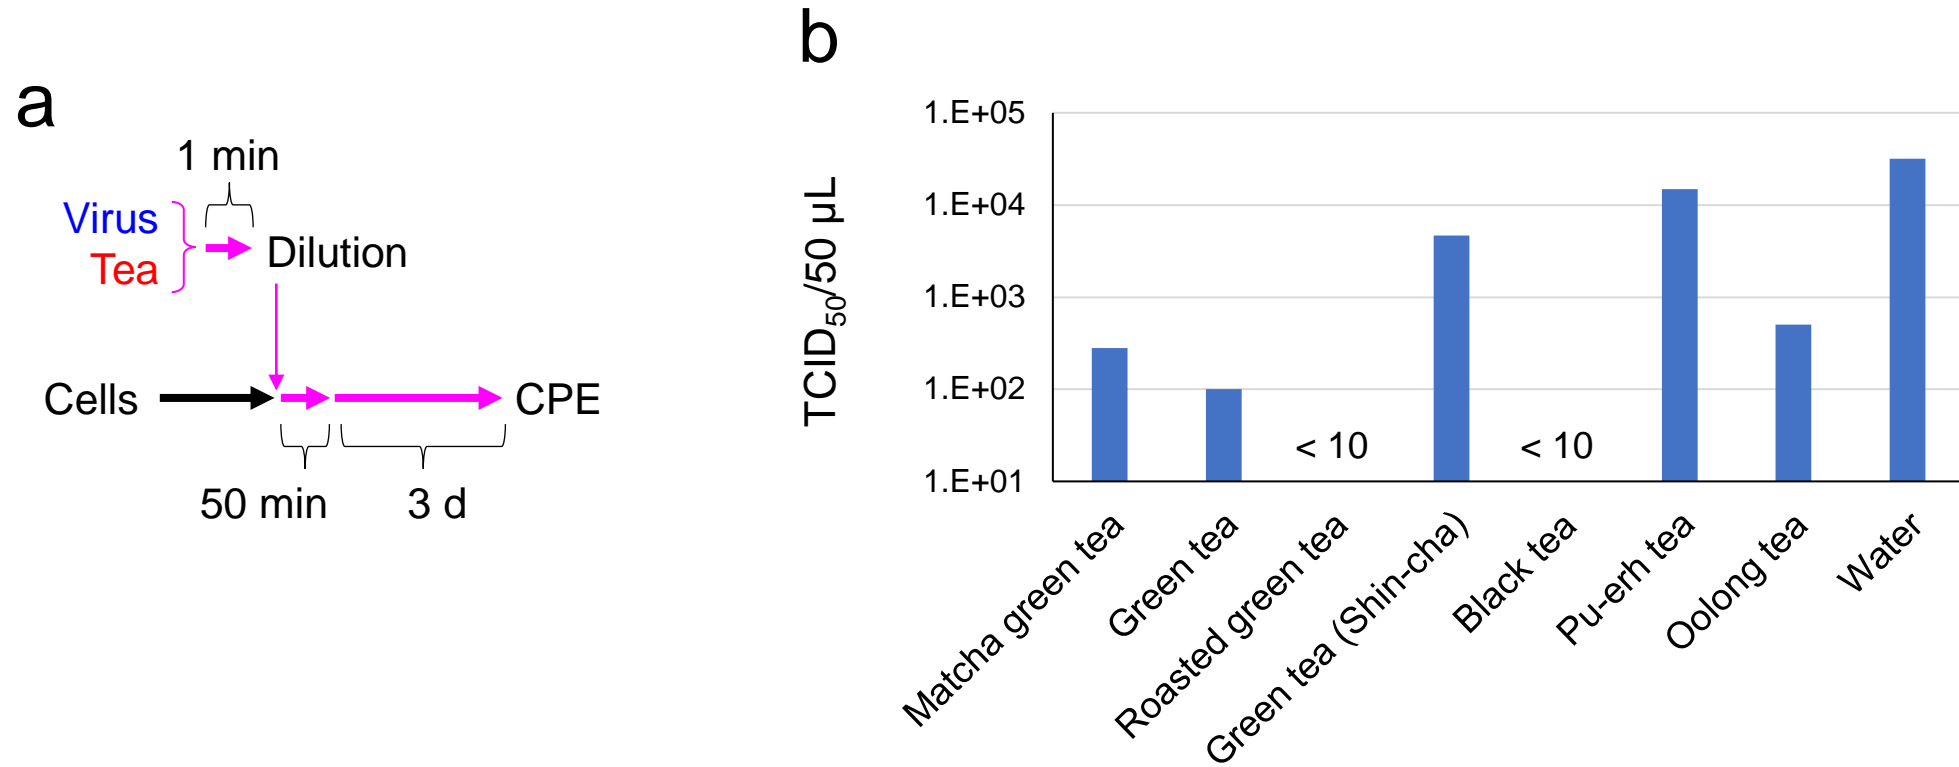 a
1 min
Virus
Tea
Dilution
Cells
CPE
50 min
3 d
b
TCID50/50 µL
1.E+05
1.E+04
1.E+03
1.E+02
1.E+01
< 10
< 10
Matcha green tea
Green tea
Roasted green tea
Green tea (Shin-cha)
Black tea
Pu-erh tea
Oolong tea
Water